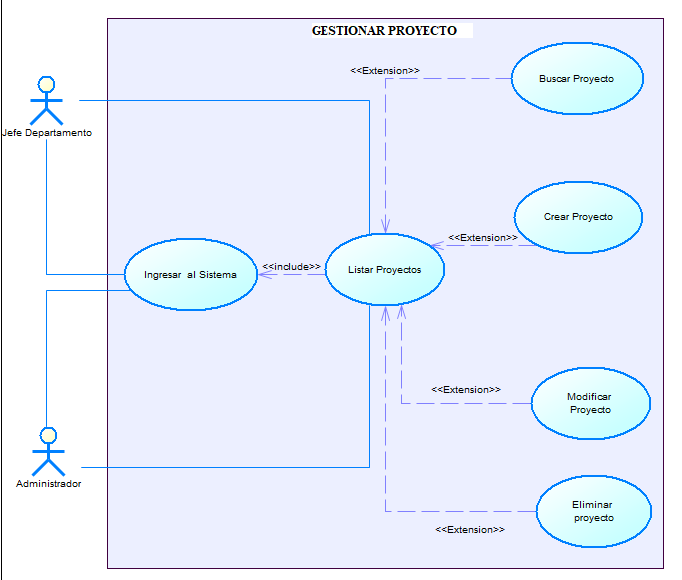 GESTIONAR PROYECTO
<<Extension>>
Buscar Proyecto
Jefe Departamento
Crear Proyecto
<<Extension>>
<<include>>
Ingresar al Sistema
Listar Proyectos
<<Extension>>
Modificar
Proyecto
Administrador
Eliminar
proyecto
<<Extension>>